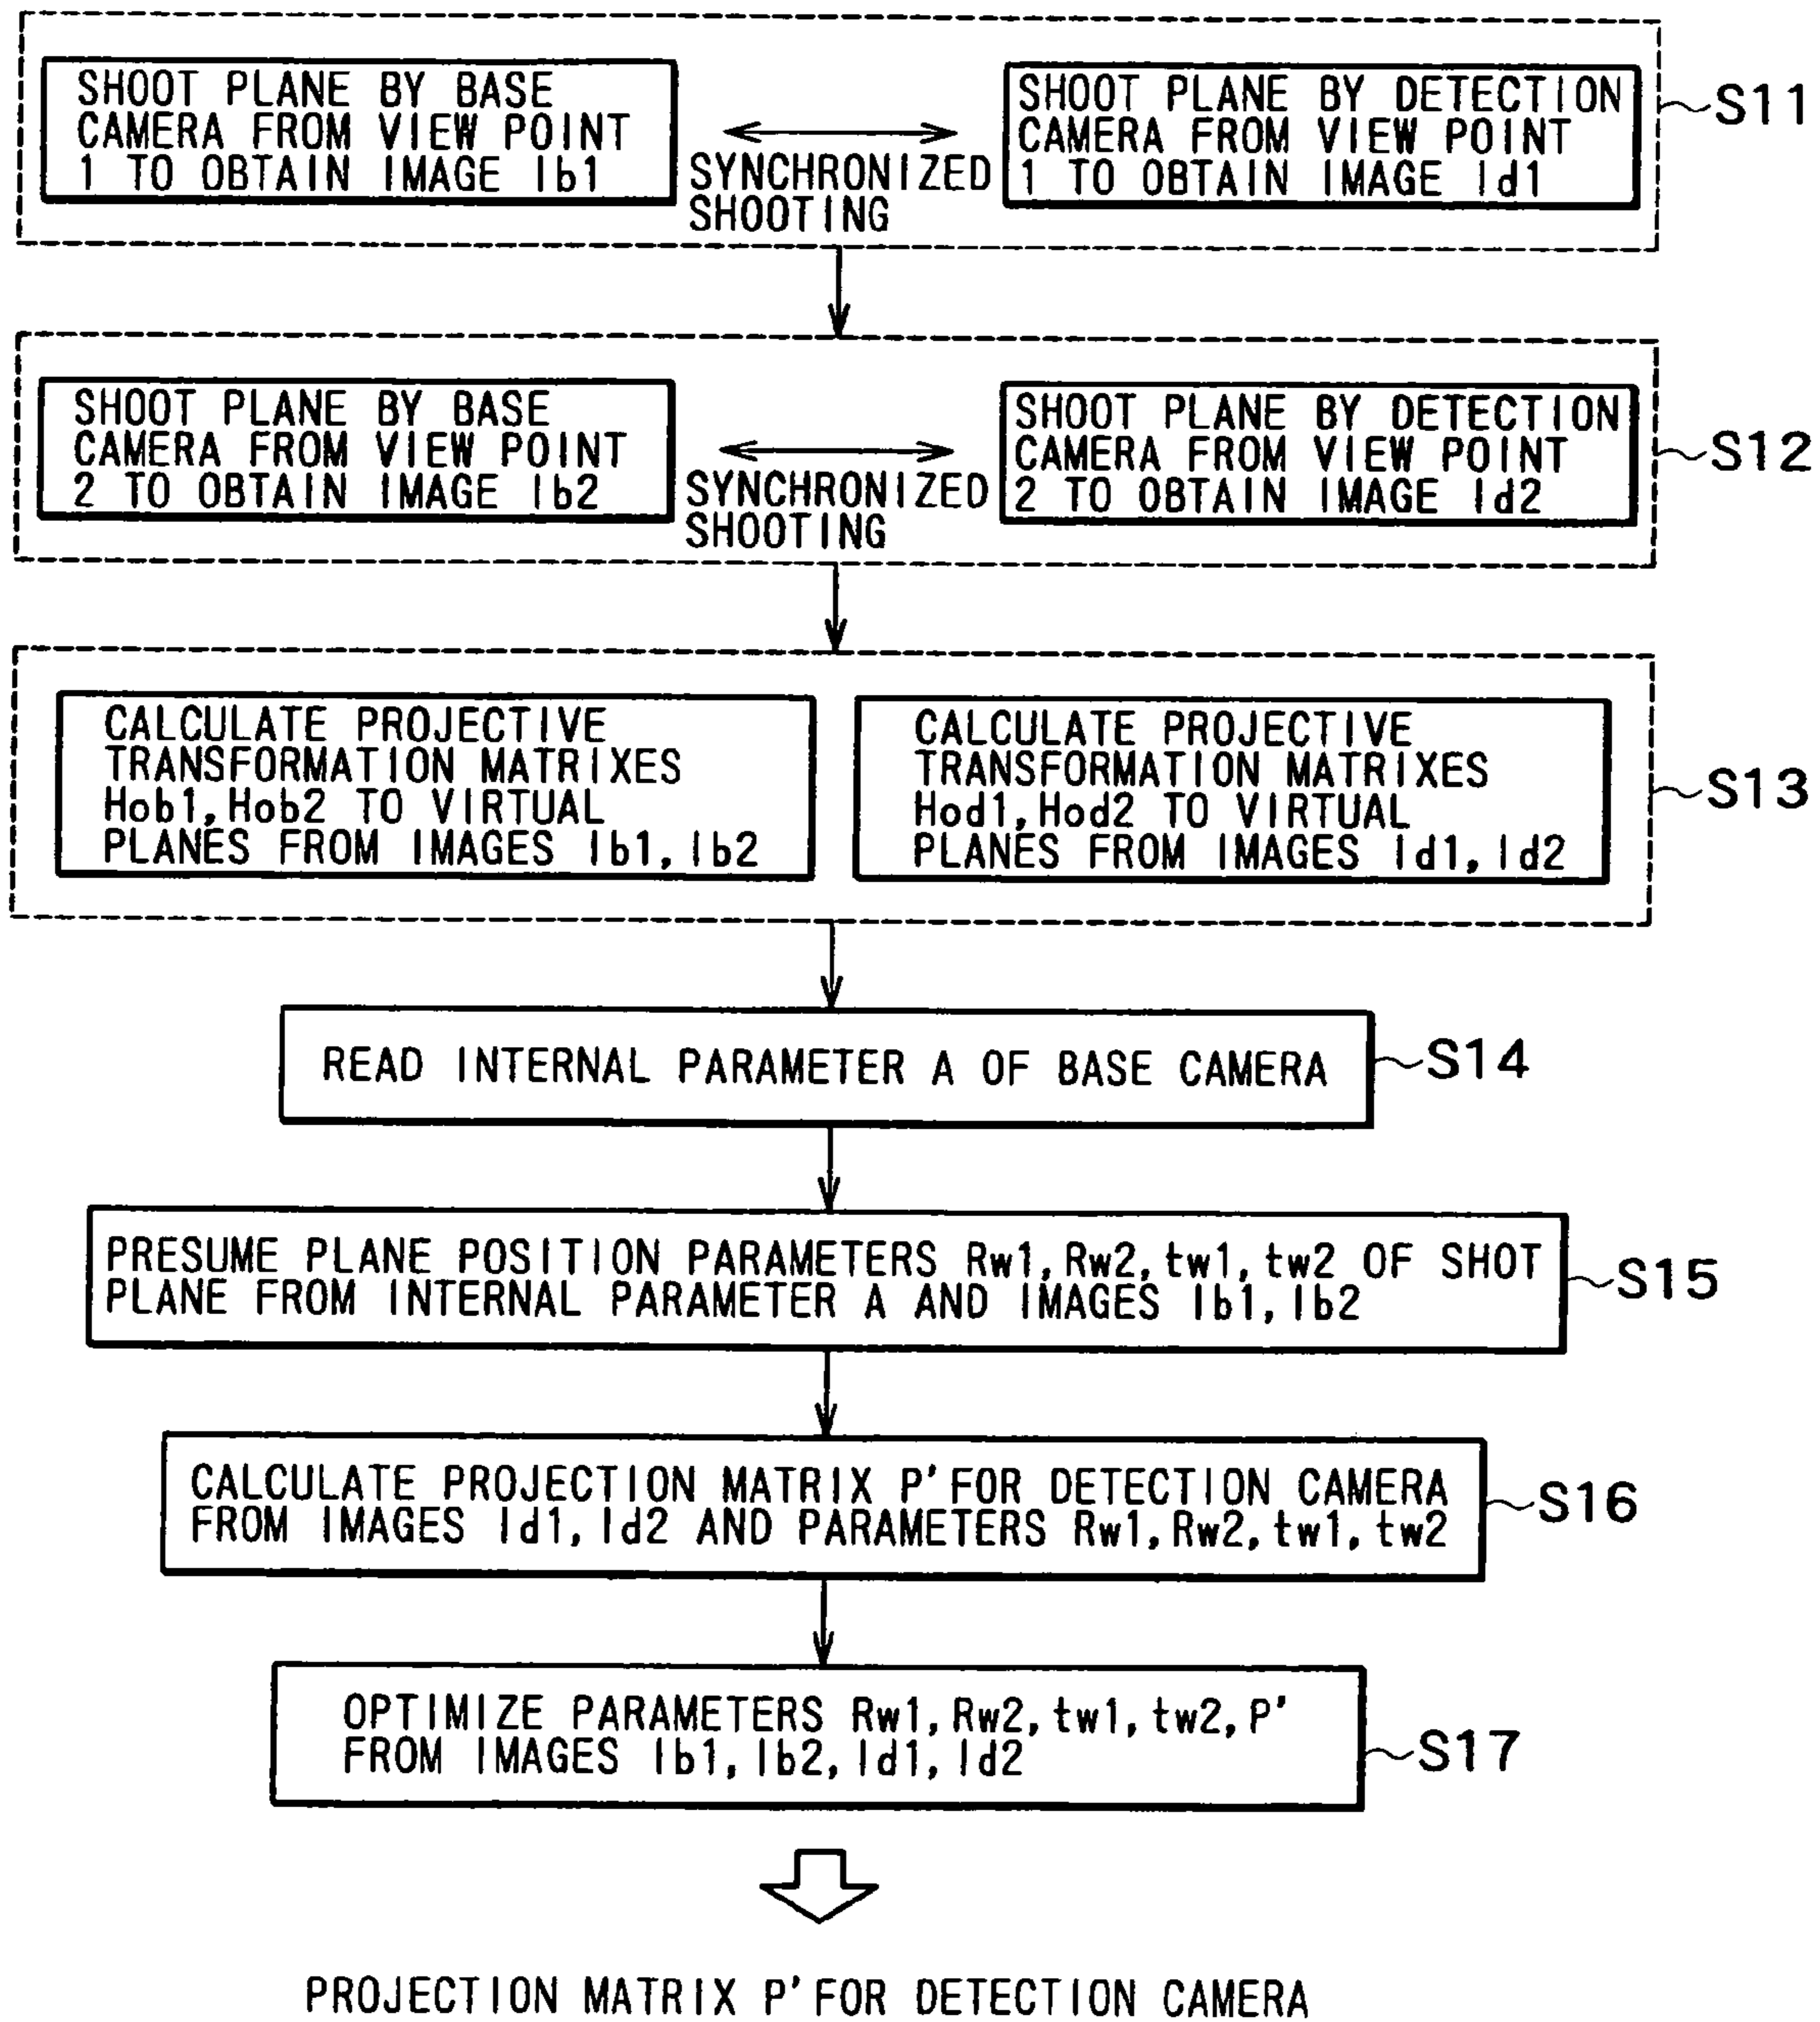 SHOOT PLANE BY BASE
CAMERA FROM VIEW POINT
1 TO OBTAIN IMAGE Ib1
SYNCHRONIZED
SHOOTING
SHOOT PLANE BY DETECTION
CAMERA FROM VIEW POINT
1 TO OBTAIN IMAGE Id1
S11
SHOOT PLANE BY BASE
CAMERA FROM VIEW POINT
2 TO OBTAIN IMAGE Ib2
SYNCHRONIZED
SHOOTING
SHOOT PLANE BY DETECTION
CAMERA FROM VIEW POINT
2 TO OBTAIN IMAGE Id2
S12
CALCULATE PROJECTIVE
TRANSFORMATION MATRIXES
Hob1, Hob2 TO VIRTUAL
PLANES FROM IMAGES Ib1, Ib2
CALCULATE PROJECTIVE
TRANSFORMATION MATRIXES
Hod1, Hod2 TO VIRTUAL
PLANES FROM IMAGES Id1, Id2
S13
READ INTERNAL PARAMETER A OF BASE CAMERA
S14
PRESUME PLANE POSITION PARAMETERS Rw1, Rw2, tw1, tw2 OF SHOT
PLANE FROM INTERNAL PARAMETER A AND IMAGES Ib1, Ib2
S15
CALCULATE PROJECTION MATRIX P' FOR DETECTION CAMERA
FROM IMAGES Id1, Id2 AND PARAMETERS Rw1, Rw2, tw1, tw2
S16
OPTIMIZE PARAMETERS Rw1, Rw2, tw1, tw2, P'
FROM IMAGES Ib1, Ib2, Id1, Id2
S17
PROJECTION MATRIX P' FOR DETECTION CAMERA